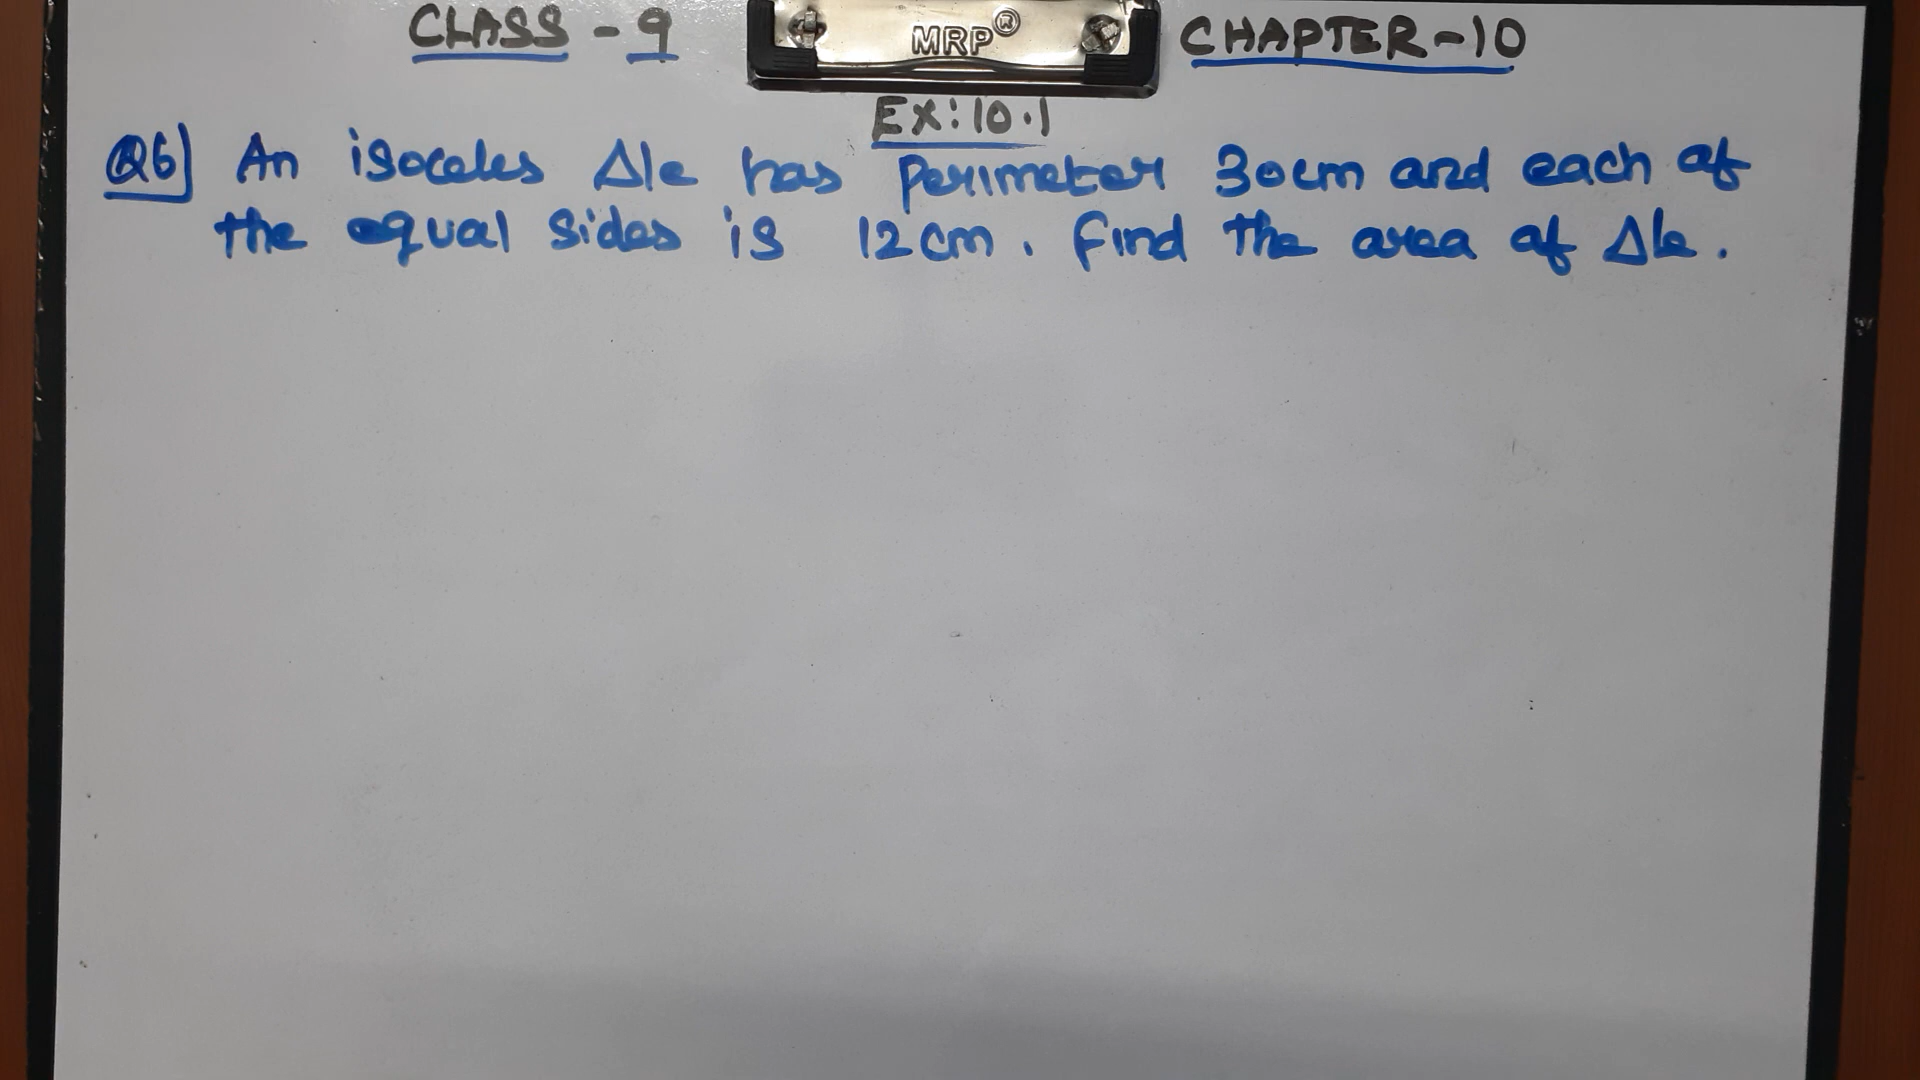 CLASS - 9
MRP®
CHAPTER-10
Ex: 10.1
Q6] An isoceles Δle has perimeter 30cm and each of
the equal sides is 12cm. Find the area of Δle.